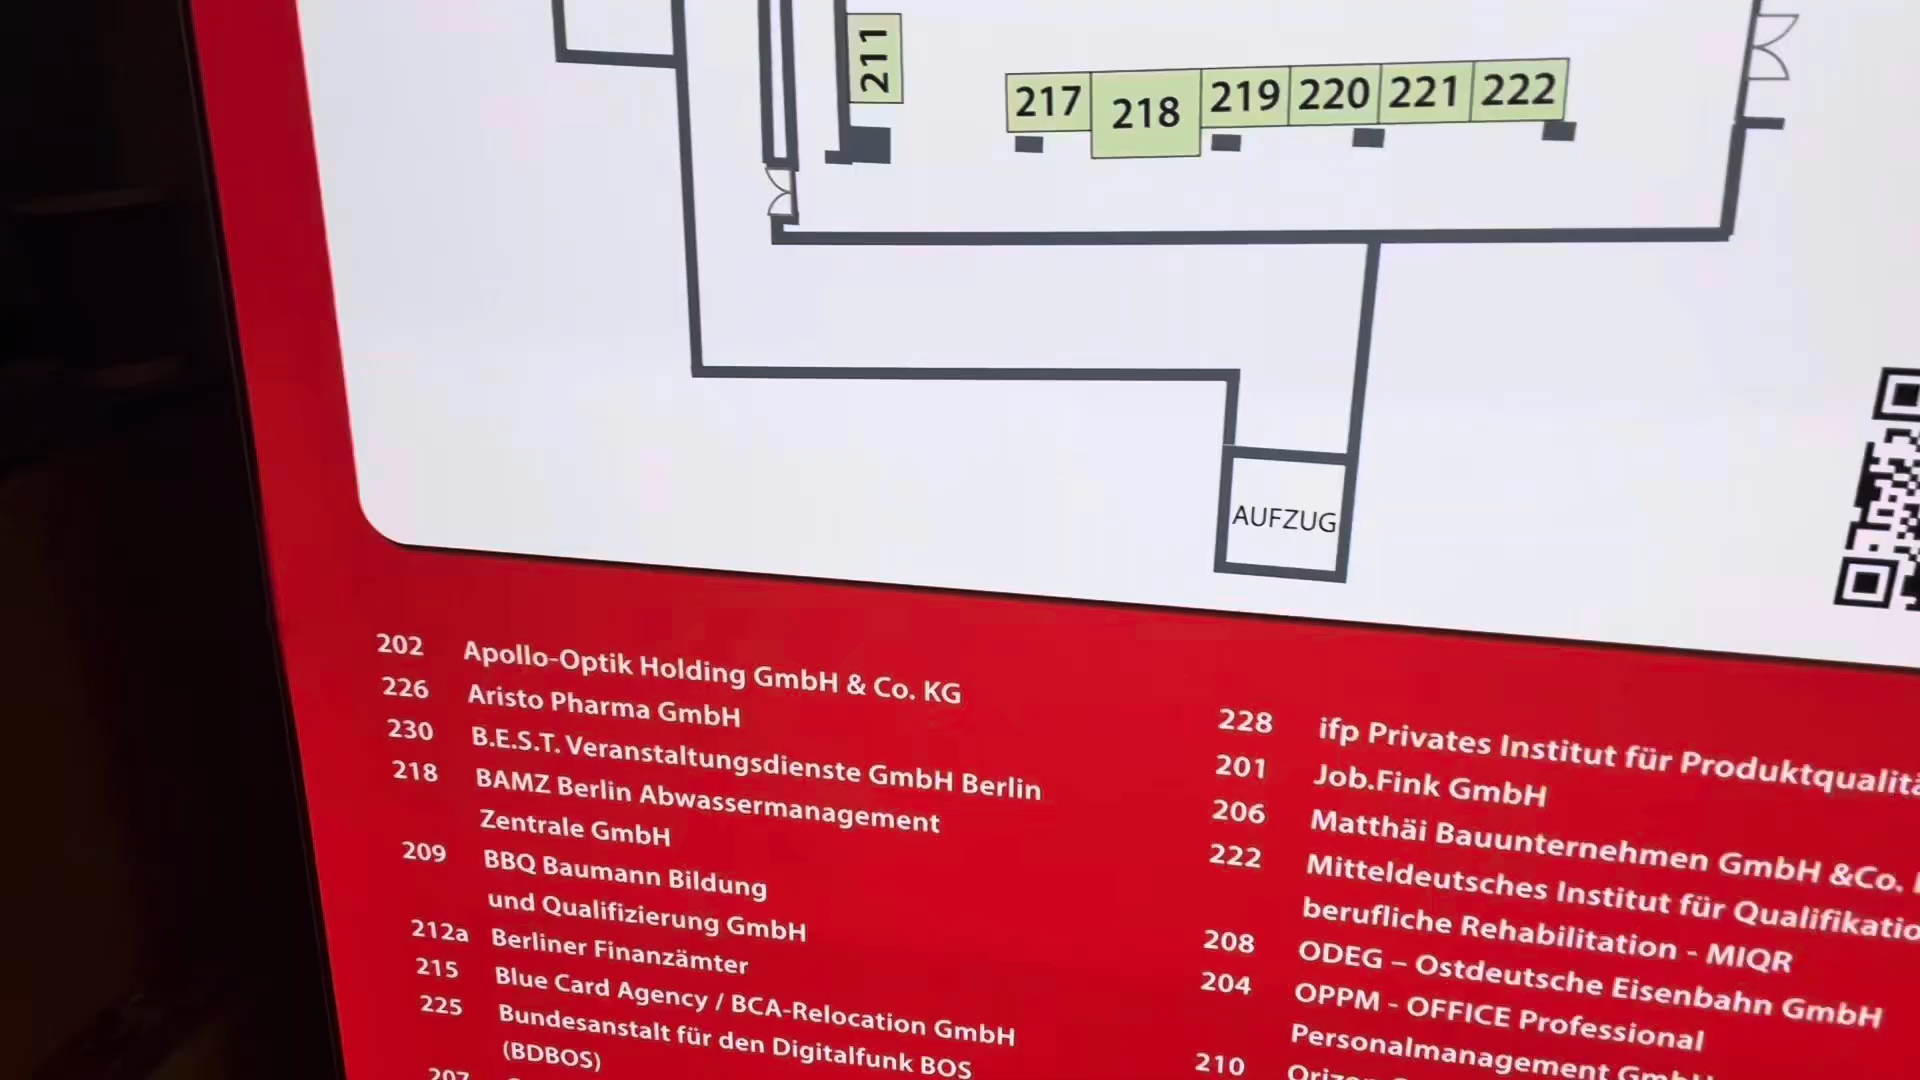 211
217 218 219 220 221 222
AUFZUG
202 Apollo-Optik Holding GmbH & Co. KG
226 Aristo Pharma GmbH
230 B.E.S.T. Veranstaltungsdienste GmbH Berlin
218 BAMZ Berlin Abwassermanagement
Zentrale GmbH
209 BBQ Baumann Bildung
und Qualifizierung GmbH
212a Berliner Finanzämter
215 Blue Card Agency / BCA-Relocation GmbH
225 Bundesanstalt für den Digitalfunk BOS
(BDBOS)
207
228 ifp Privates Institut für
201 Job.Fink GmbH
206 Matthäi Bauunternehmen GmbH &Co.
222 Mitteldeutsches Institut für
berufliche Rehabilitation - MIQR
208 ODEG – Ostdeutsche Eisenbahn GmbH
204 OPPM - OFFICE Professional
Personalmanagement GmbH
210